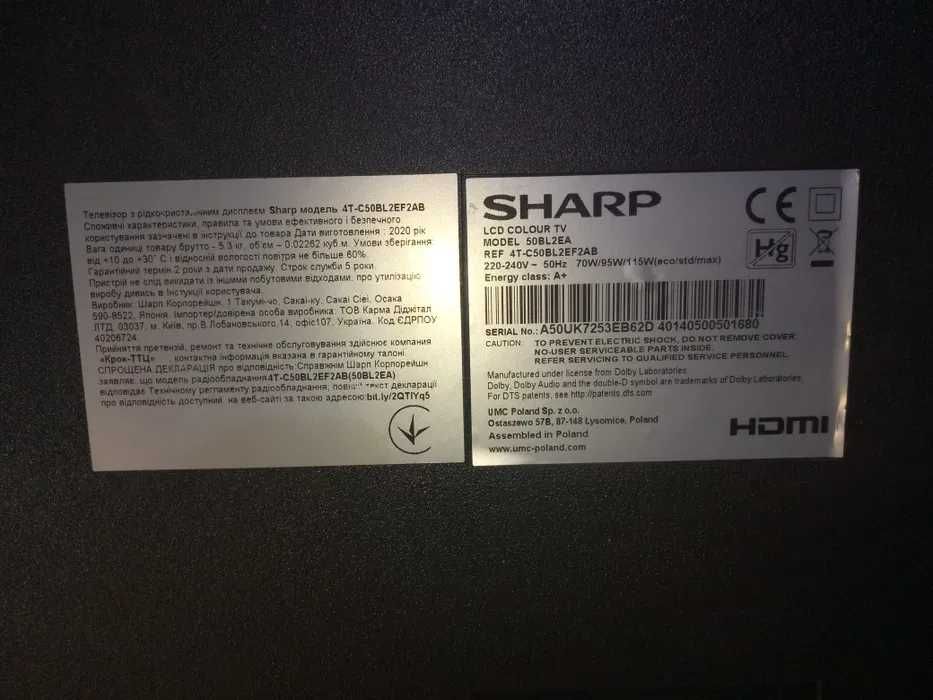 Телевізор з рідкокристалічним дисплеєм Sharp модель 4T-C50BL2EF2AB
Споживчі характеристики, правила та умови ефективного і безпечного
користування зазначені в інструкції до товара Дати виготовлення : 2020 рік
Вага одиниці товару брутто - 5.3 кг, об'єм – 0.02262 куб.м. Умови зберігання
від +10 до +30° С і відносній вологості повітря не більше 60%.
Гарантійний термін 2 роки з дати продажу. Строк служби 5 роки.
Пристрій не слід викидати із іншими побутовими відходами, про утилізацію
виробу дивись в Інстукції користувача.
Виробник: Шарп Корпорейшн. 1 Такуми-чо, Сакаі-ку, Сакаі Сіеі, Осака
590-8522, Японія. Імпортер/Довірена особа виробника: ТОВ Карма Діджітал
ЛТД, 03037, м. Київ, пр.В.Лобановського, 14, офіс107, Україна. Код ЄДРПОУ
40206724.
Прийняття претензій, ремонт та технічне обслуговування здійснює компанія
«Крок-ТТЦ» , контактна інформація вказана в гарантійному талоні.
СПРОЩЕНА ДЕКЛАРАЦІЯ про відповідність:Справжнім Шарп Корпорейшн
заявляє, що модель радіообладнання4T-C50BL2EF2AB(50BL2EA)
відповідає Технічному регламенту радіообладнання, текст декларації
про відповідність доступний на веб-сайті за такою адресою bit.ly/2QTlYq5
SHARP
CE
LCD COLOUR TV
MODEL 50BL2EA
REF 4T-C50BL2EF2AB
Hg
220-240V ~ 50Hz 70W/95W/115W(eco/std/max)
Energy class: A+
SERIAL No.: A50UK7253EB62D 40140500501680
CAUTION: TO PREVENT ELECTRIC SHOCK, DO NOT REMOVE COVER.
NO-USER SERVICEABLE PARTS INSIDE.
REFER SERVICING TO QUALIFIED SERVICE PERSONNEL.
Manufactured under license from Dolby Laboratories.
Dolby, Dolby Audio and the double-D symbol are trademarks of Dolby Laboratories.
For DTS patents, see http://patents.dts.com
UMC Poland Sp. z o.o.
Ostaszewo 57B, 87-148 Łysomice, Poland
Assembled in Poland
www.umc-poland.com
HDMI